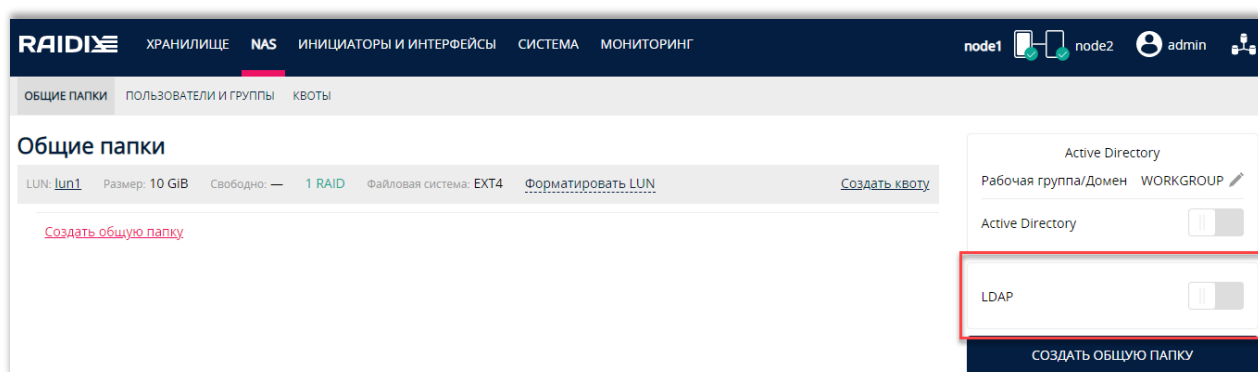 RAIDIX ХРАНИЛИЩЕ NAS ИНИЦИАТОРЫ И ИНТЕРФЕЙСЫ СИСТЕМА МОНИТОРИНГ node1 node2 admin
ОБЩИЕ ПАПКИ ПОЛЬЗОВАТЕЛИ И ГРУППЫ КВОТЫ
Общие папки
LUN: lun1 Размер: 10 GiB Свободно: — 1 RAID Файловая система: EXT4 Форматировать LUN Создать квоту
Создать общую папку
Active Directory
Рабочая группа/Домен WORKGROUP
Active Directory
LDAP
СОЗДАТЬ ОБЩУЮ ПАПКУ